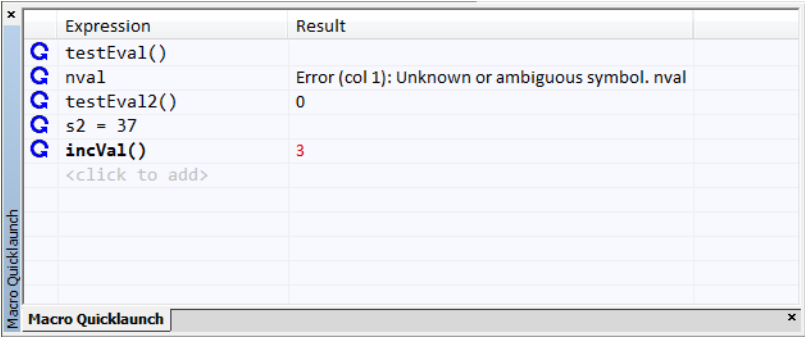 Expression Result
testEval()
nval Error (col 1): Unknown or ambiguous symbol. nval
testEval2() 0
s2 = 37
incVal() 3
<click to add>
Macro Quicklaunch
Macro Quicklaunch